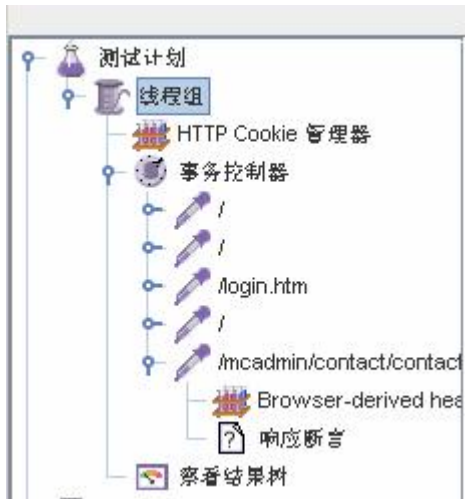 测试计划
线程组
HTTP Cookie 管理器
事务控制器
/
/
/login.htm
/
/mcadmin/contact/contact
Browser-derived hea
响应断言
察看结果树